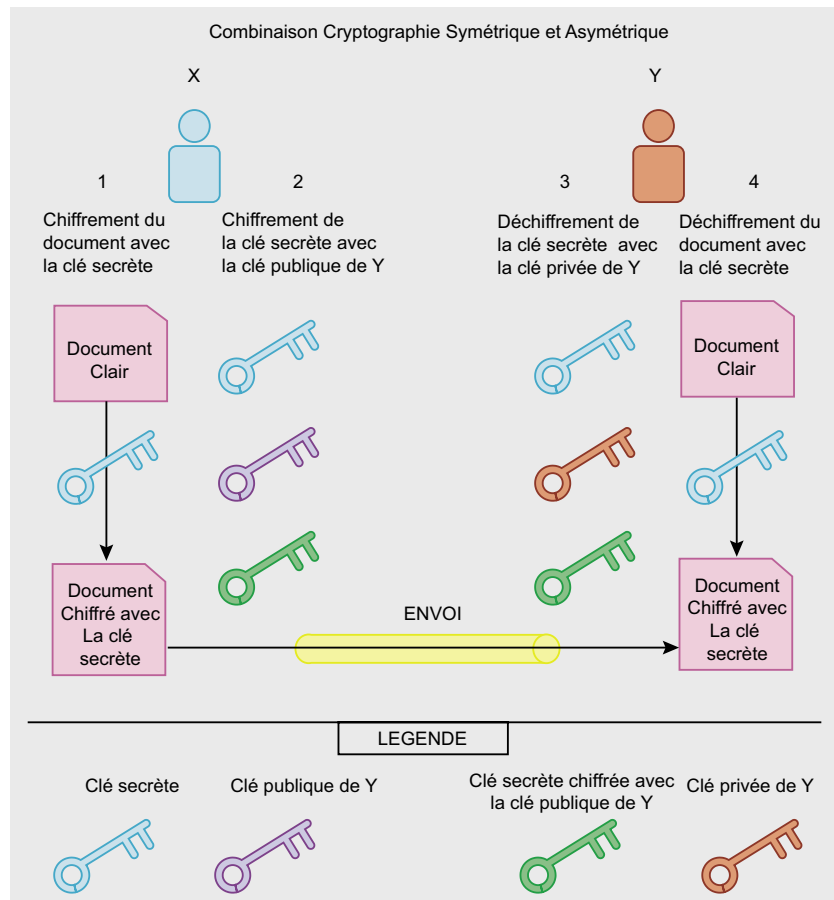 Combinaison Cryptographie Symétrique et Asymétrique
X
Y
1
2
3
4
Chiffrement du
document avec
la clé secrète
Chiffrement de
la clé secrète avec
la clé publique de Y
Déchiffrement de
la clé secrète avec
la clé privée de Y
Déchiffrement du
document avec
la clé secrète
Document
Clair
Document
Clair
Document
Chiffré avec
La clé
secrète
ENVOI
Document
Chiffré avec
La clé
secrète
LEGENDE
Clé secrète
Clé publique de Y
Clé secrète chiffrée avec
la clé publique de Y
Clé privée de Y